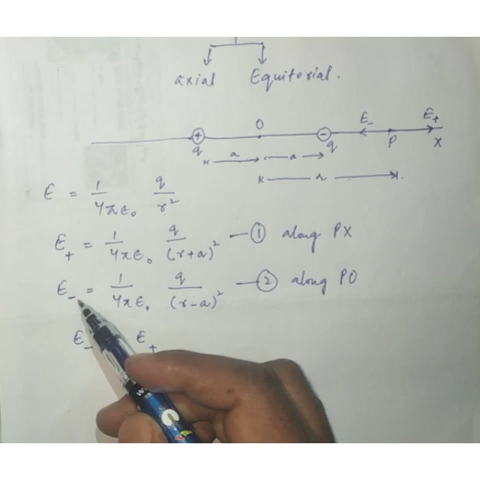 axial Equitorial.
O E₋ E₊
+ − P X
q a a q
r
E = 1/4πϵ₀ q/r²
E₊ = 1/4πϵ₀ q/(r+a)² — ① along PX
E₋ = 1/4πϵ₀ q/(r-a)² — ② along PO
E₋ E₊